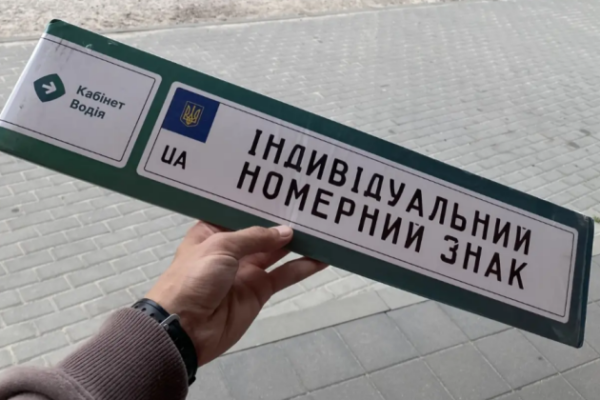 Кабінет
Водія
UA
ІНДИВІДУАЛЬНИЙ
НОМЕРНИЙ ЗНАК